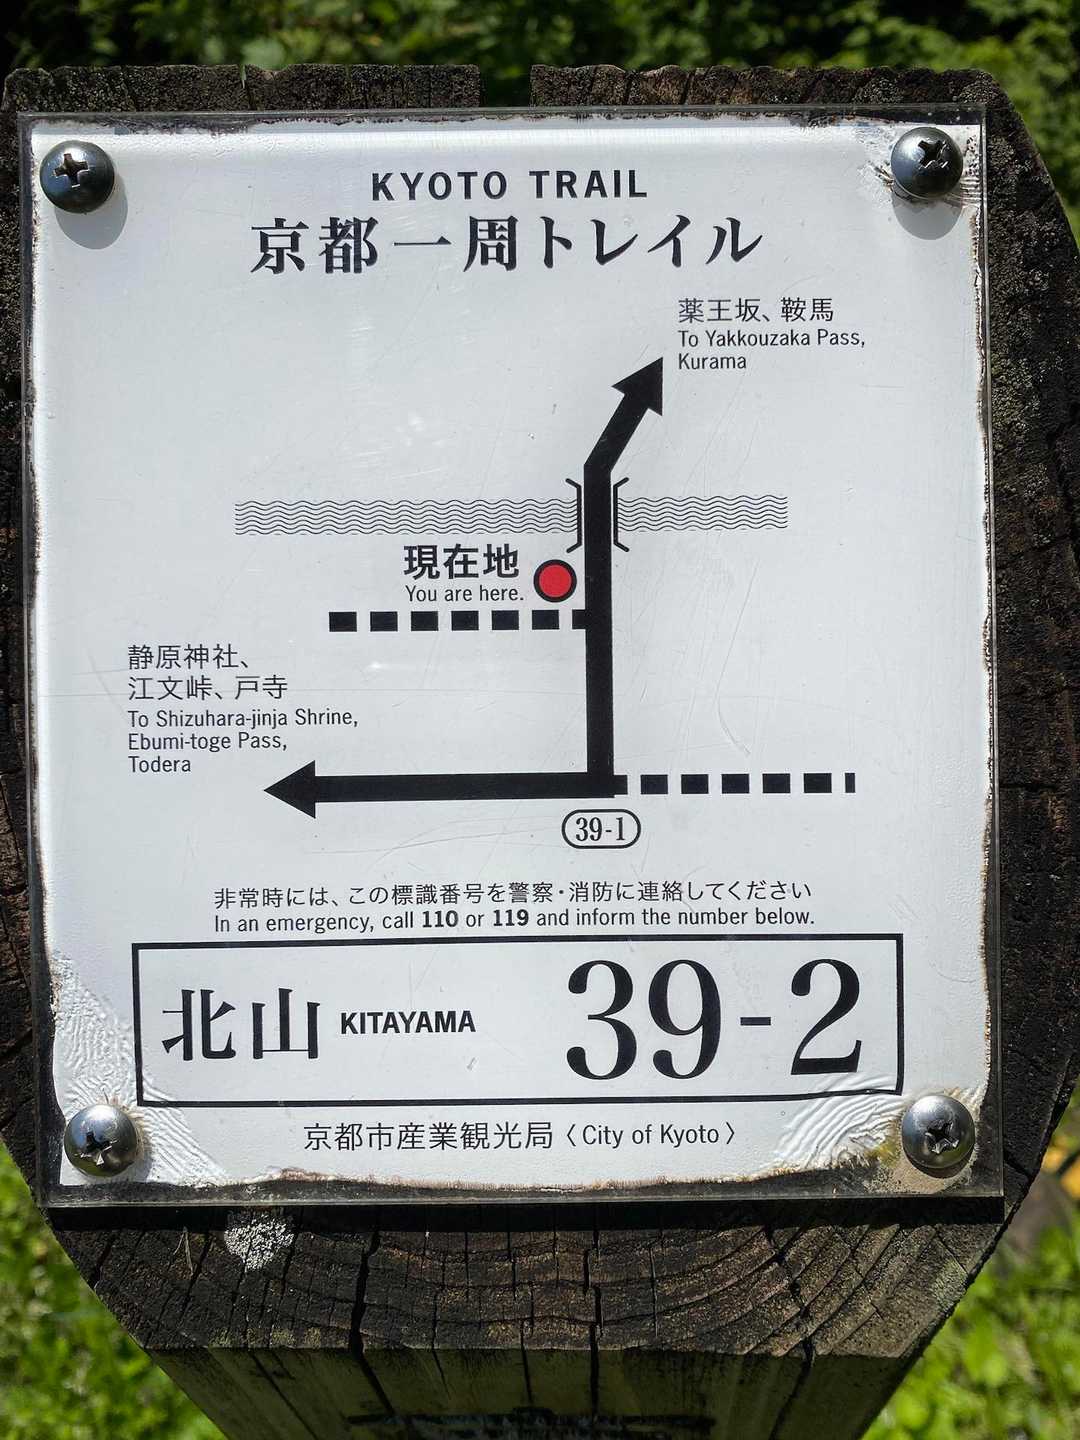 KYOTO TRAIL
京都一周トレイル
薬王坂、鞍馬
To Yakkouzaka Pass,
Kurama
現在地
You are here.
静原神社、
江文峠、戸寺
To Shizuhara-jinja Shrine,
Ebumi-toge Pass,
Todera
39-1
非常時には、この標識番号を警察・消防に連絡してください
In an emergency, call 110 or 119 and inform the number below.
北山 KITAYAMA 39-2
京都市産業観光局〈City of Kyoto〉